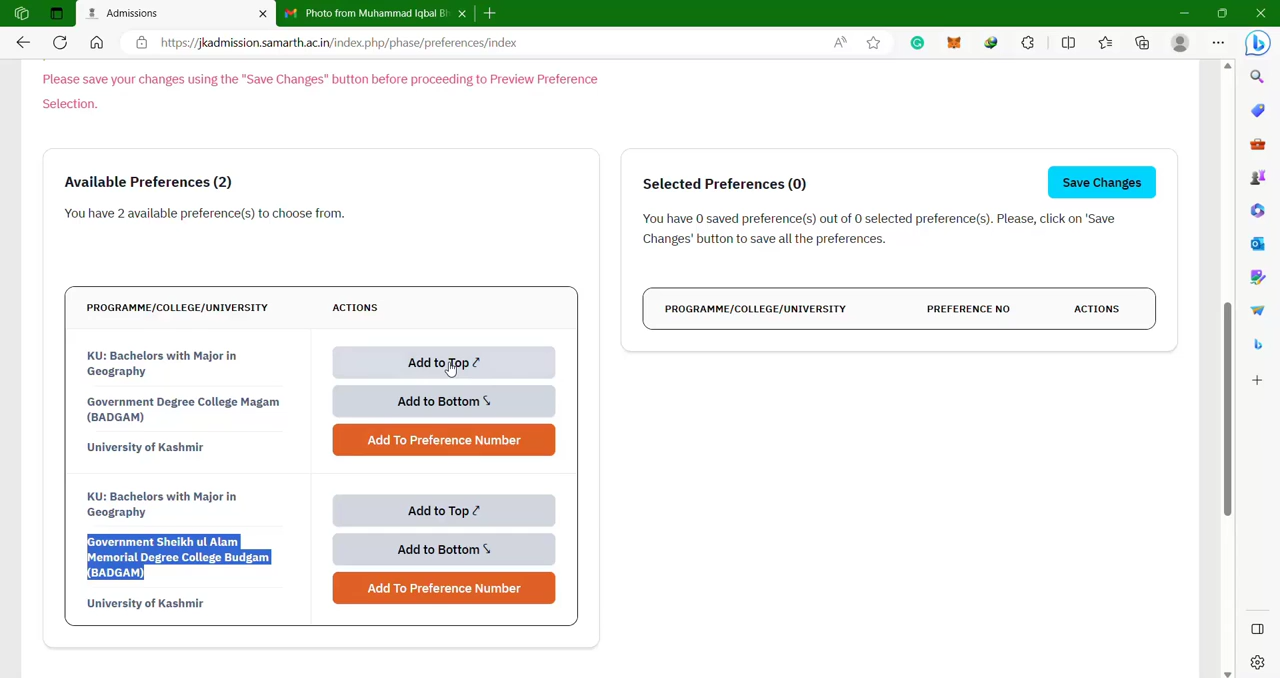 Admissions
Photo from Muhammad Iqbal Bh
https://jkadmission.samarth.ac.in/index.php/phase/preferences/index
Please save your changes using the "Save Changes" button before proceeding to Preview Preference
Selection.
Available Preferences (2)
You have 2 available preference(s) to choose from.
PROGRAMME/COLLEGE/UNIVERSITY ACTIONS
KU: Bachelors with Major in
Geography
Government Degree College Magam
(BADGAM)
University of Kashmir
Add to Top
Add to Bottom
Add To Preference Number
KU: Bachelors with Major in
Geography
Government Sheikh ul Alam
Memorial Degree College Budgam
(BADGAM)
University of Kashmir
Add to Top
Add to Bottom
Add To Preference Number
Selected Preferences (0)
Save Changes
You have 0 saved preference(s) out of 0 selected preference(s). Please, click on 'Save
Changes' button to save all the preferences.
PROGRAMME/COLLEGE/UNIVERSITY PREFERENCE NO ACTIONS